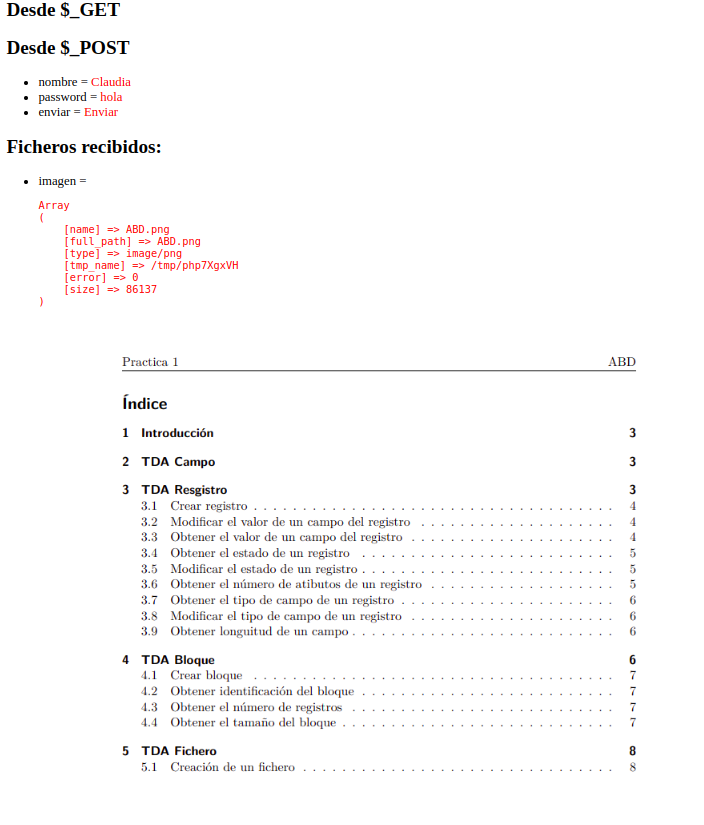 Desde $_GET
Desde $_POST
• nombre = Claudia
• password = hola
• enviar = Enviar
Ficheros recibidos:
• imagen =
Array
(
    [name] => ABD.png
    [full_path] => ABD.png
    [type] => image/png
    [tmp_name] => /tmp/php7XgxVH
    [error] => 0
    [size] => 86137
)
Practica 1 ABD
Índice
1 Introducción 3
2 TDA Campo 3
3 TDA Resgistro 3
3.1 Crear registro . . . . . . . . . . . . . . . . . . . . . . . . . . . . . . . . . . . . . 4
3.2 Modificar el valor de un campo del registro . . . . . . . . . . . . . . . . . . . . 4
3.3 Obtener el valor de un campo del registro . . . . . . . . . . . . . . . . . . . . . 4
3.4 Obtener el estado de un registro . . . . . . . . . . . . . . . . . . . . . . . . . . 5
3.5 Modificar el estado de un registro . . . . . . . . . . . . . . . . . . . . . . . . . . 5
3.6 Obtener el número de atibutos de un registro . . . . . . . . . . . . . . . . . . . 5
3.7 Obtener el tipo de campo de un registro . . . . . . . . . . . . . . . . . . . . . . 6
3.8 Modificar el tipo de campo de un registro . . . . . . . . . . . . . . . . . . . . . 6
3.9 Obtener longuitud de un campo . . . . . . . . . . . . . . . . . . . . . . . . . . . 6
4 TDA Bloque 6
4.1 Crear bloque . . . . . . . . . . . . . . . . . . . . . . . . . . . . . . . . . . . . . 7
4.2 Obtener identificación del bloque . . . . . . . . . . . . . . . . . . . . . . . . . . 7
4.3 Obtener el número de registros . . . . . . . . . . . . . . . . . . . . . . . . . . . 7
4.4 Obtener el tamaño del bloque . . . . . . . . . . . . . . . . . . . . . . . . . . . . 7
5 TDA Fichero 8
5.1 Creación de un fichero . . . . . . . . . . . . . . . . . . . . . . . . . . . . . . . . 8